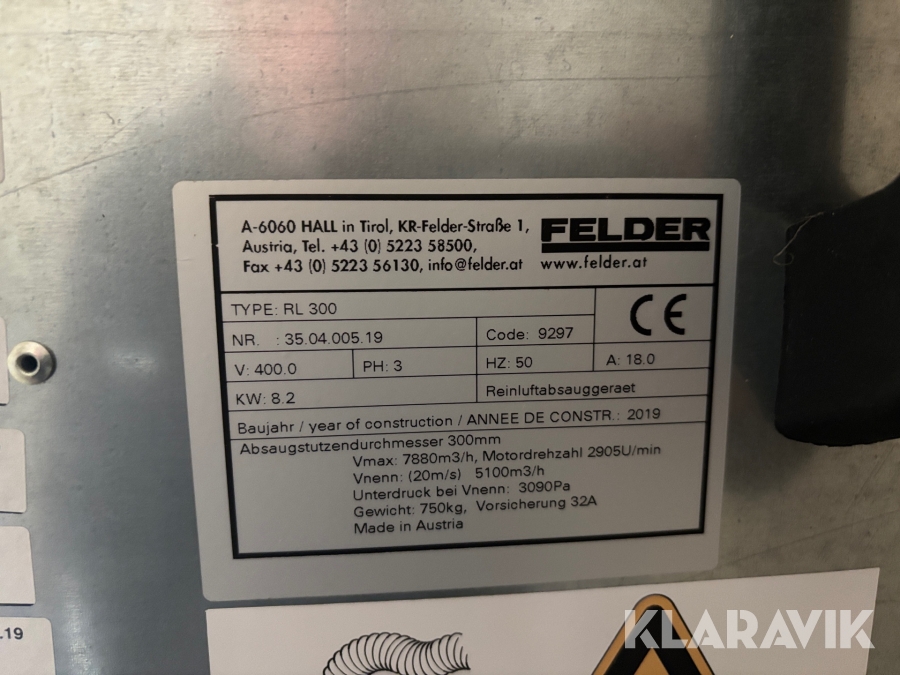 A-6060 HALL in Tirol, KR-Felder-Straße 1,
Austria, Tel. +43 (0) 5223 58500,
Fax +43 (0) 5223 56130, info@felder.at
FELDER
www.felder.at
TYPE: RL 300
CE
NR. : 35.04.005.19
Code: 9297
V: 400.0
PH: 3
HZ: 50
A: 18.0
KW: 8.2
Reinluftabsauggeraet
Baujahr / year of construction / ANNEE DE CONSTR.: 2019
Absaugstutzendurchmesser 300mm
Vmax: 7880m3/h, Motordrehzahl 2905U/min
Vnenn: (20m/s) 5100m3/h
Unterdruck bei Vnenn: 3090Pa
Gewicht: 750kg, Vorsicherung 32A
Made in Austria
.19
KLARAVIK